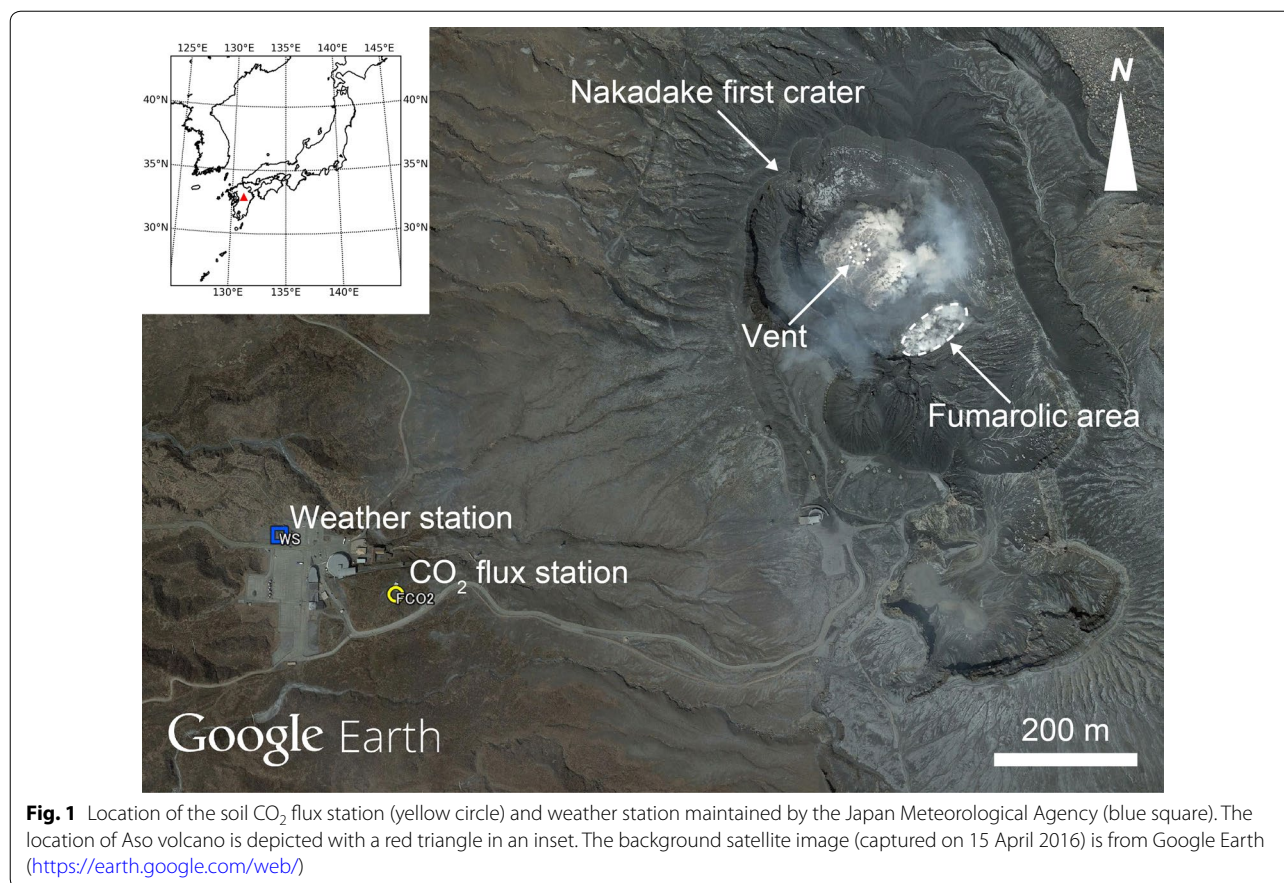 125°E 130°E 135°E 140°E 145°E
40°N 40°N
35°N 35°N
30°N 30°N
130°E 135°E 140°E
N
Nakadake first crater
Vent
Fumarolic area
Weather station
WS
CO₂ flux station
FCO2
Google Earth
200 m
Fig. 1 Location of the soil CO₂ flux station (yellow circle) and weather station maintained by the Japan Meteorological Agency (blue square). The
location of Aso volcano is depicted with a red triangle in an inset. The background satellite image (captured on 15 April 2016) is from Google Earth
(https://earth.google.com/web/)